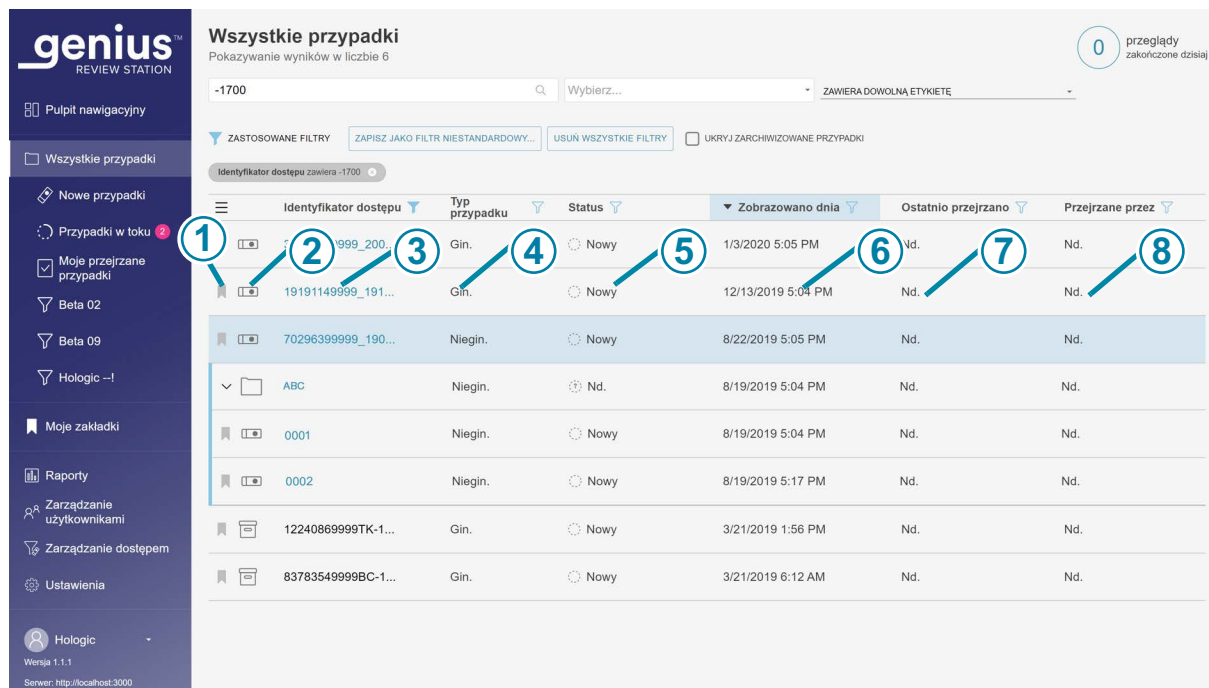 genius™
REVIEW STATION
Pulpit nawigacyjny
Wszystkie przypadki
Nowe przypadki
Przypadki w toku 2
Moje przejrzane
przypadki
Beta 02
Beta 09
Hologic --!
Moje zakładki
Raporty
Zarządzanie
użytkownikami
Zarządzanie dostępem
Ustawienia
Hologic
Wersja 1.1.1
Serwer: http://localhost:3000
Wszystkie przypadki
Pokazywanie wyników w liczbie 6
0 przeglądy
zakończone dzisiaj
-1700 Wybierz... ZAWIERA DOWOLNĄ ETYKIETĘ
ZASTOSOWANE FILTRY ZAPISZ JAKO FILTR NIESTANDARDOWY... USUŃ WSZYSTKIE FILTRY UKRYJ ZARCHIWIZOWANE PRZYPADKI
Identyfikator dostępu zawiera -1700
Identyfikator dostępu Typ przypadku Status Zobrazowano dnia Ostatnio przejrzano Przejrzane przez
Gin. Nowy 1/3/2020 5:05 PM Nd. Nd.
1 2 3 4 5 6 7 8
19191149999_191... Gin. Nowy 12/13/2019 5:04 PM Nd. Nd.
70296399999_190... Niegin. Nowy 8/22/2019 5:05 PM Nd. Nd.
ABC Niegin. Nd. 8/19/2019 5:04 PM Nd. Nd.
0001 Niegin. Nowy 8/19/2019 5:04 PM Nd. Nd.
0002 Niegin. Nowy 8/19/2019 5:17 PM Nd. Nd.
12240869999TK-1... Gin. Nowy 3/21/2019 1:56 PM Nd. Nd.
83783549999BC-1... Gin. Nowy 3/21/2019 6:12 AM Nd. Nd.